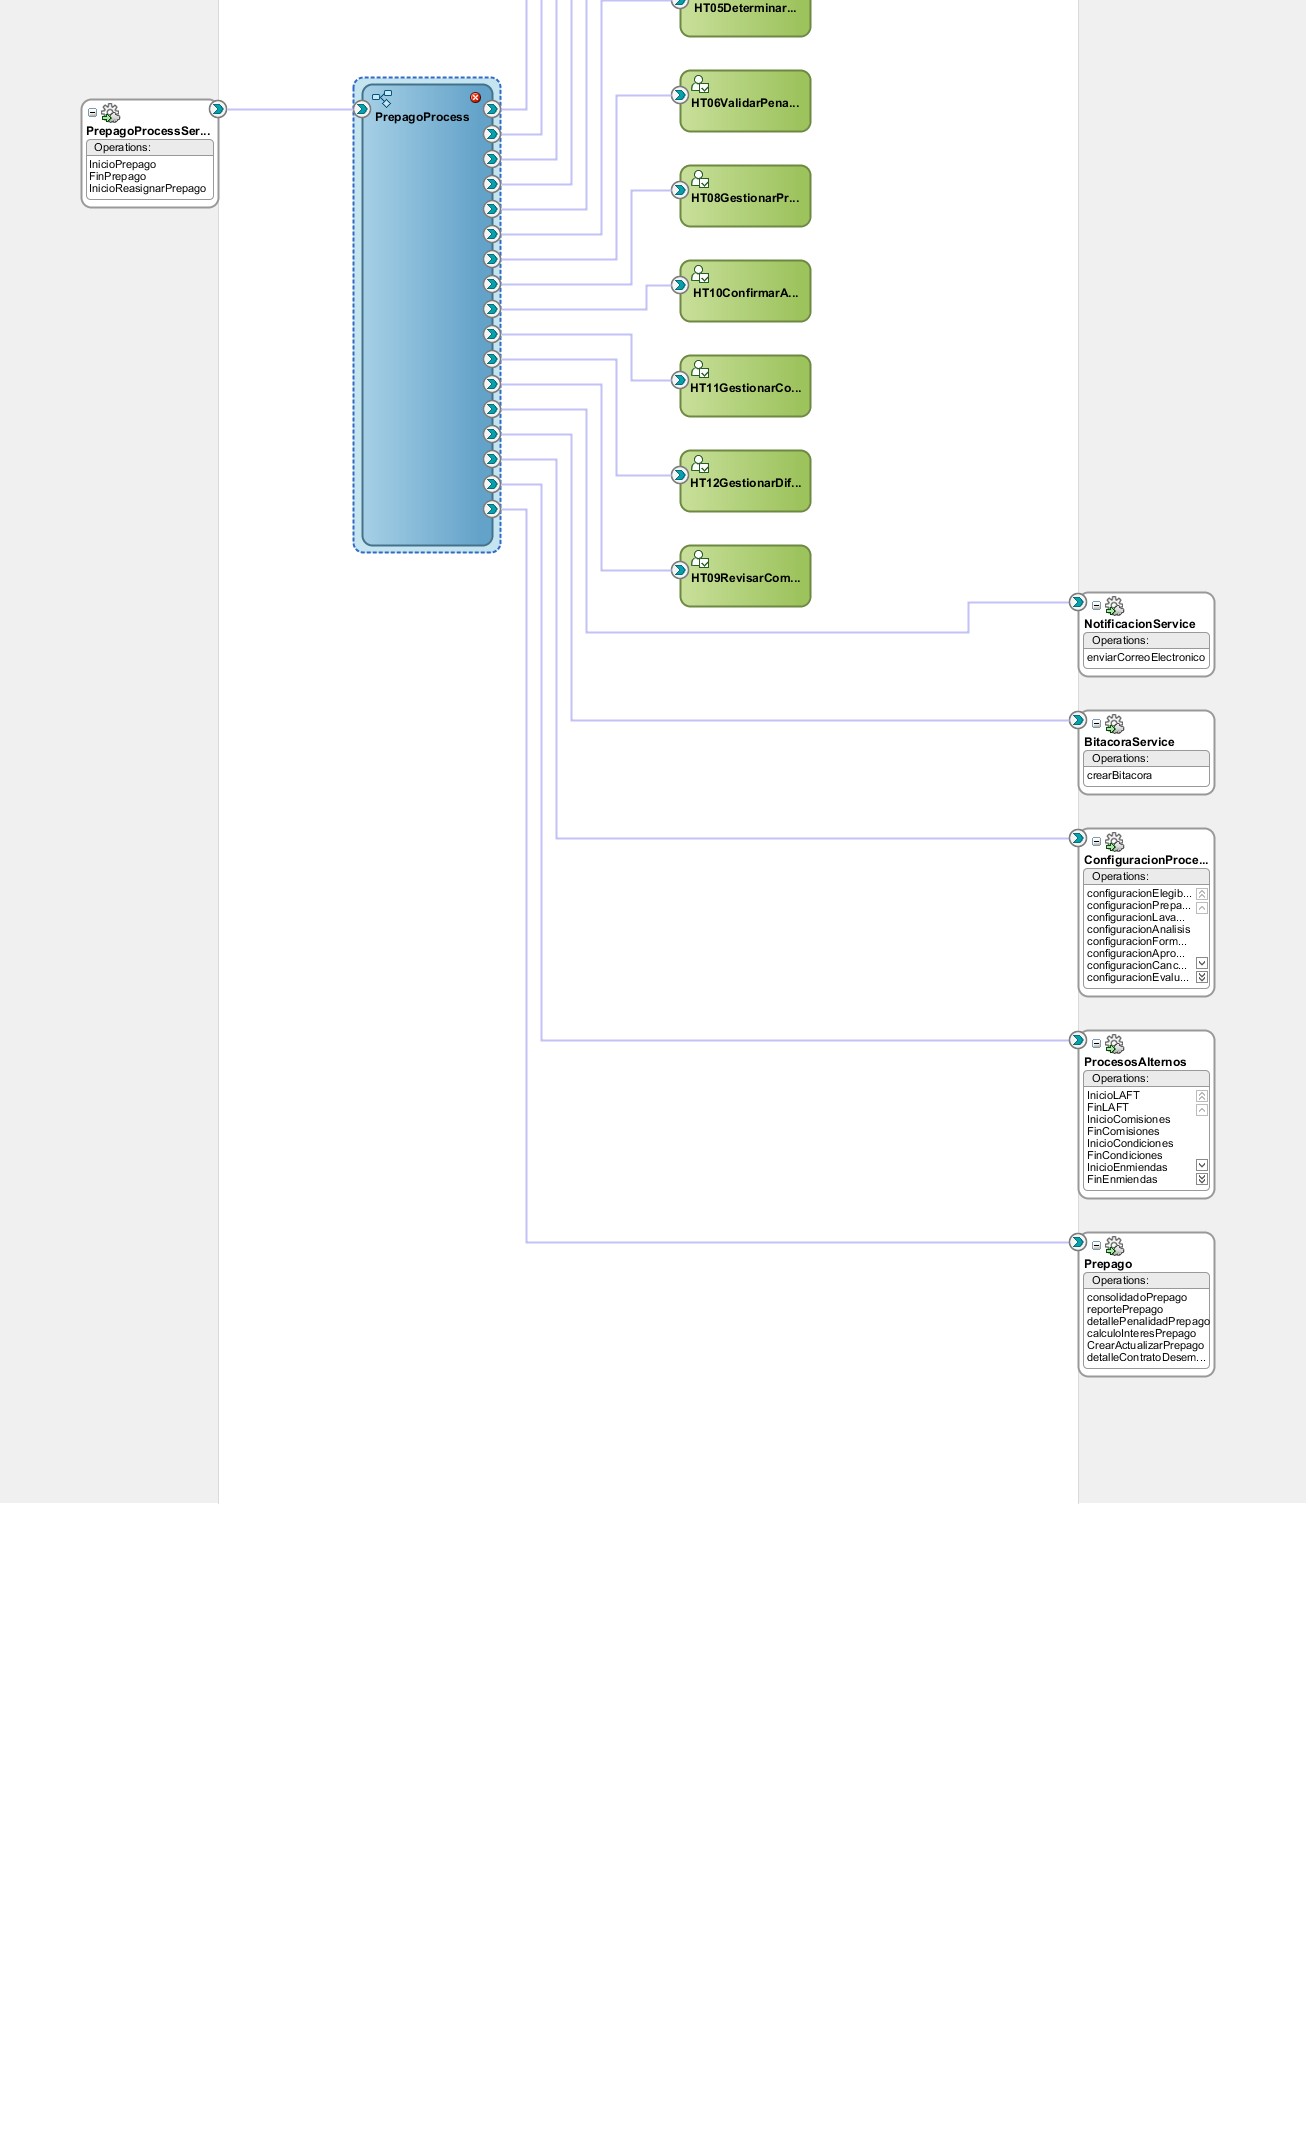 HT05Determinar...
HT06ValidarPena...
PrepagoProcessSer...
Operations:
InicioPrepago
FinPrepago
InicioReasignarPrepago
PrepagoProcess
HT08GestionarPr...
HT10ConfirmarA...
HT11GestionarCo...
HT12GestionarDif...
HT09RevisarCom...
NotificacionService
Operations:
enviarCorreoElectronico
BitacoraService
Operations:
crearBitacora
ConfiguracionProce...
Operations:
configuracionElegib...
configuracionPrepa...
configuracionLava...
configuracionAnalisis
configuracionForm...
configuracionApro...
configuracionCanc...
configuracionEvalu...
ProcesosAlternos
Operations:
InicioLAFT
FinLAFT
InicioComisiones
FinComisiones
InicioCondiciones
FinCondiciones
InicioEnmiendas
FinEnmiendas
Prepago
Operations:
consolidadoPrepago
reportePrepago
detallePenalidadPrepago
calculoInteresPrepago
CrearActualizarPrepago
detalleContratoDesem...